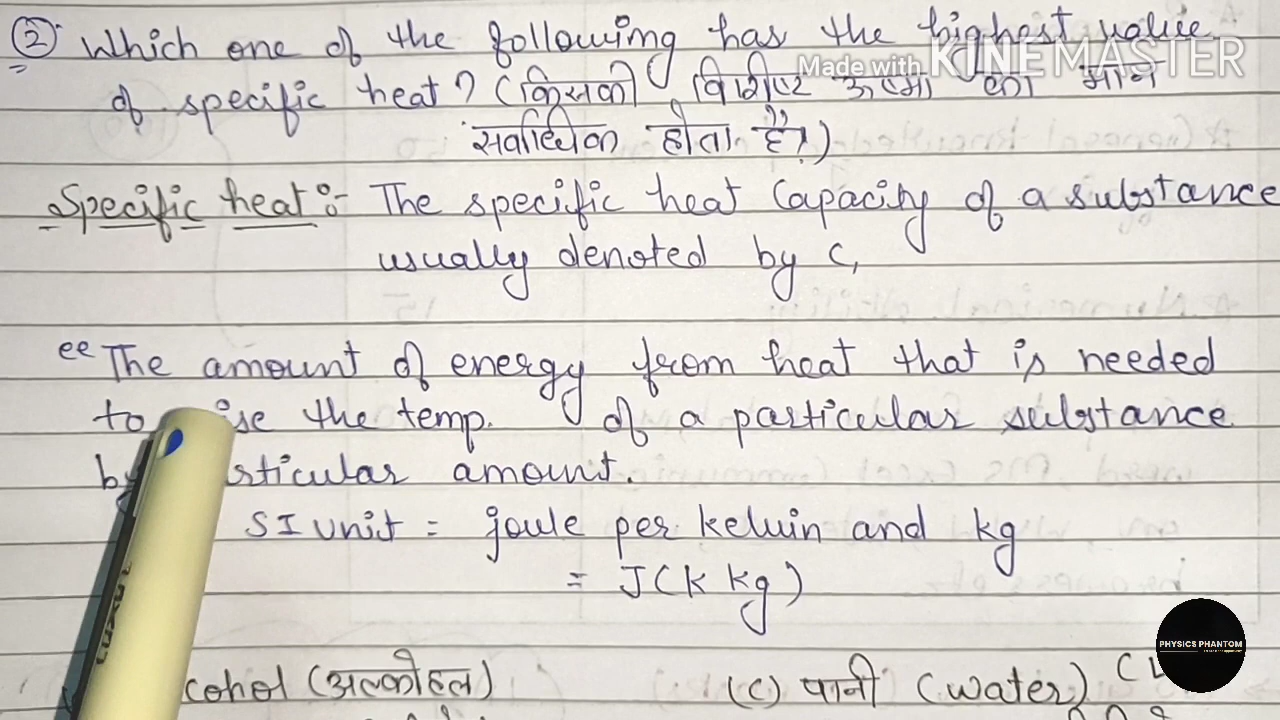 ② Which one of the following has the highest value
Made with KINEMASTER
of specific heat? (किसकी विशिष्ट ऊष्मा का मान
सर्वाधिक होता है?)
Specific heat :- The specific heat Capacity of a substance
usually denoted by c,
The amount of energy from heat that is needed
to the temp. of a particular substance
by amount.
SI Unit = joule per kelvin and kg
= J(K kg)
PHYSICS PHANTOM
(अल्कोहल) (C) पानी (water)